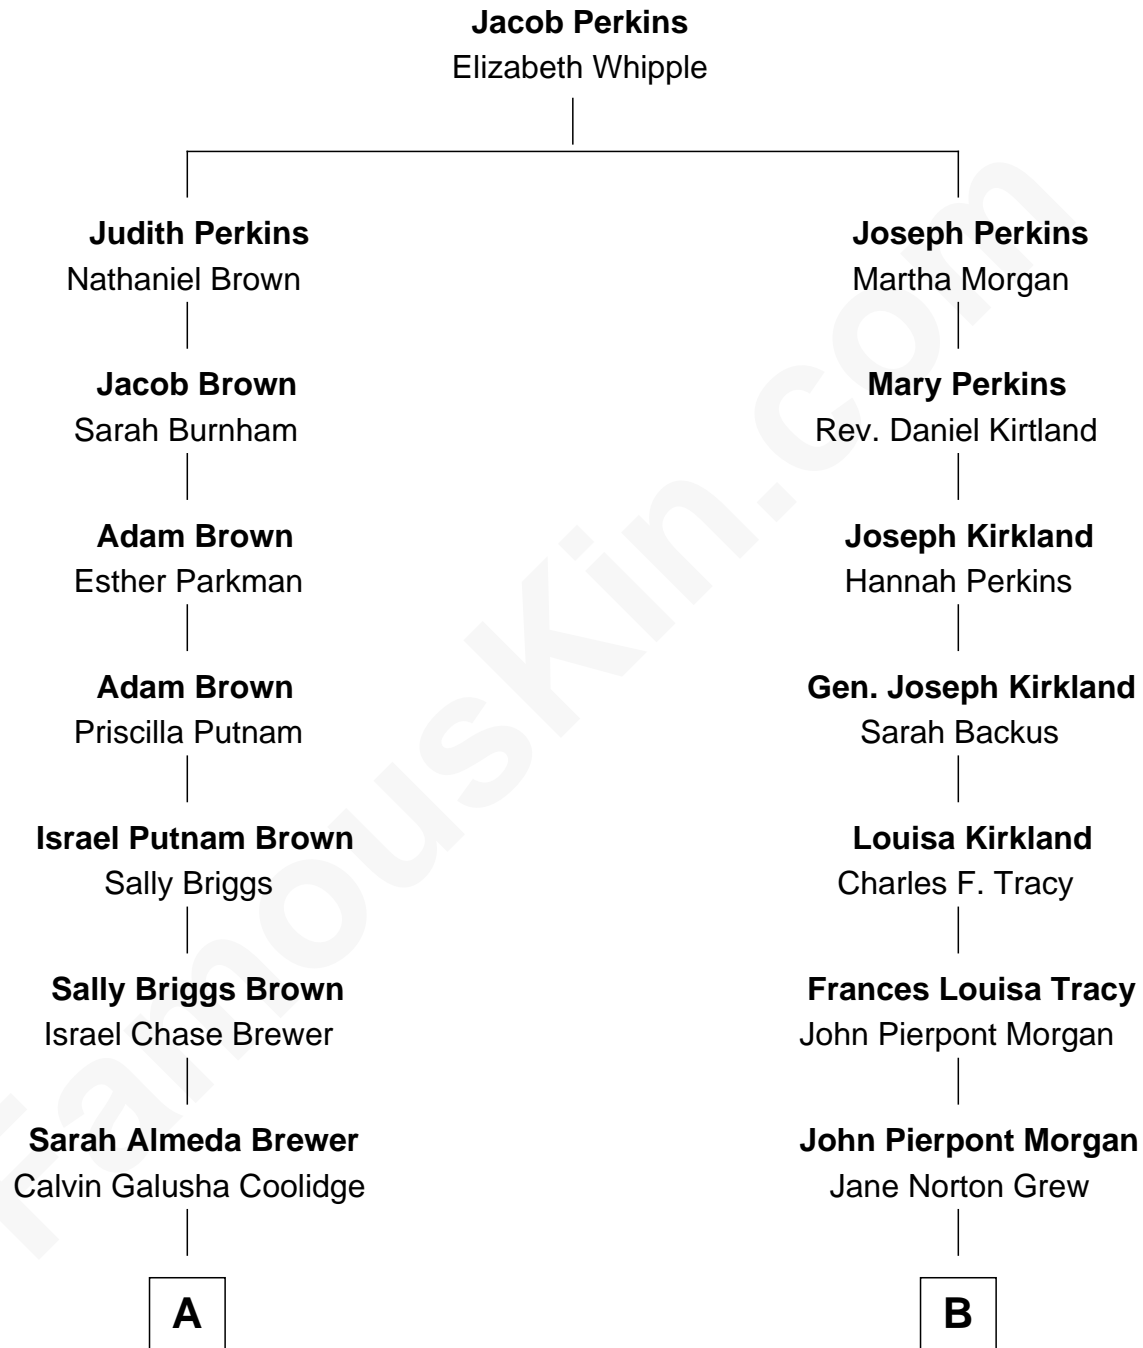 Jacob Perkins
Elizabeth Whipple
Judith Perkins
Nathaniel Brown
Joseph Perkins
Martha Morgan
Jacob Brown
Sarah Burnham
Mary Perkins
Rev. Daniel Kirtland
Adam Brown
Esther Parkman
Joseph Kirkland
Hannah Perkins
Adam Brown
Priscilla Putnam
Gen. Joseph Kirkland
Sarah Backus
Israel Putnam Brown
Sally Briggs
Louisa Kirkland
Charles F. Tracy
Sally Briggs Brown
Israel Chase Brewer
Frances Louisa Tracy
John Pierpont Morgan
Sarah Almeda Brewer
Calvin Galusha Coolidge
John Pierpont Morgan
Jane Norton Grew
A
B
FamousKin.com